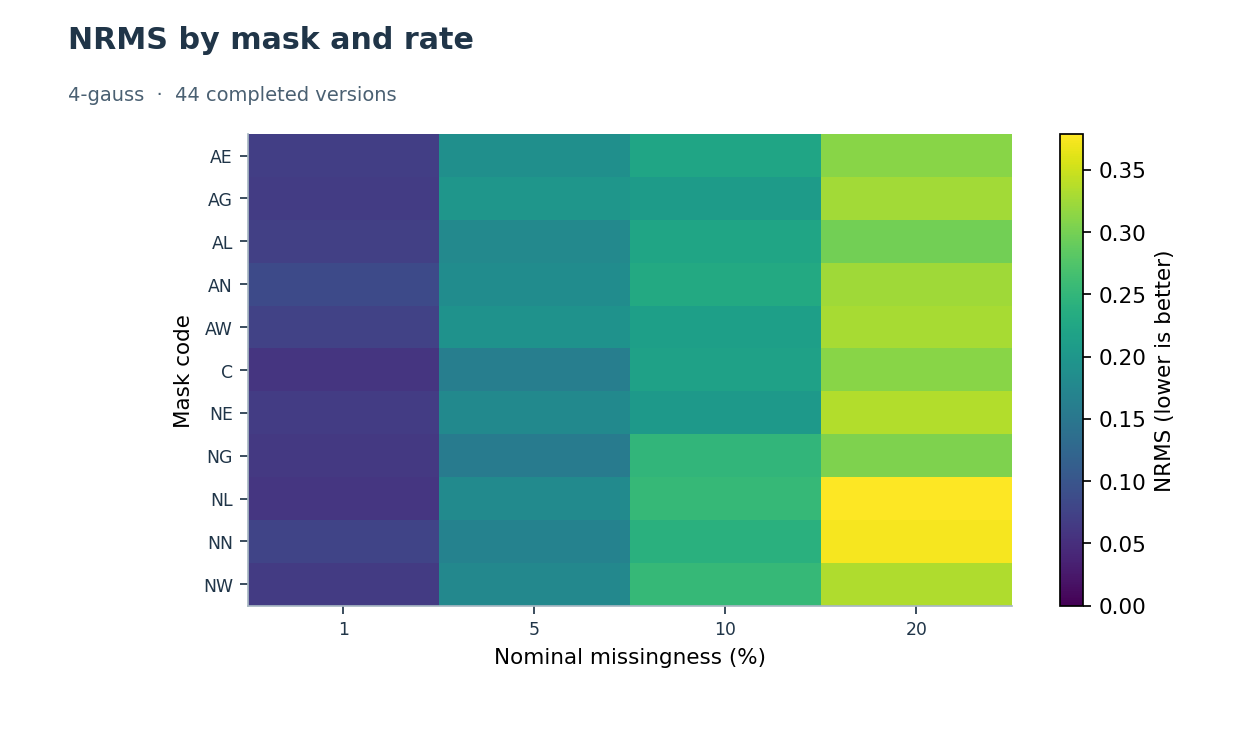 NRMS by mask and rate
4-gauss · 44 completed versions
Mask code
AE
AG
AL
AN
AW
C
NE
NG
NL
NN
NW
1 5 10 20
Nominal missingness (%)
0.35
0.30
0.25
0.20
0.15
0.10
0.05
0.00
NRMS (lower is better)